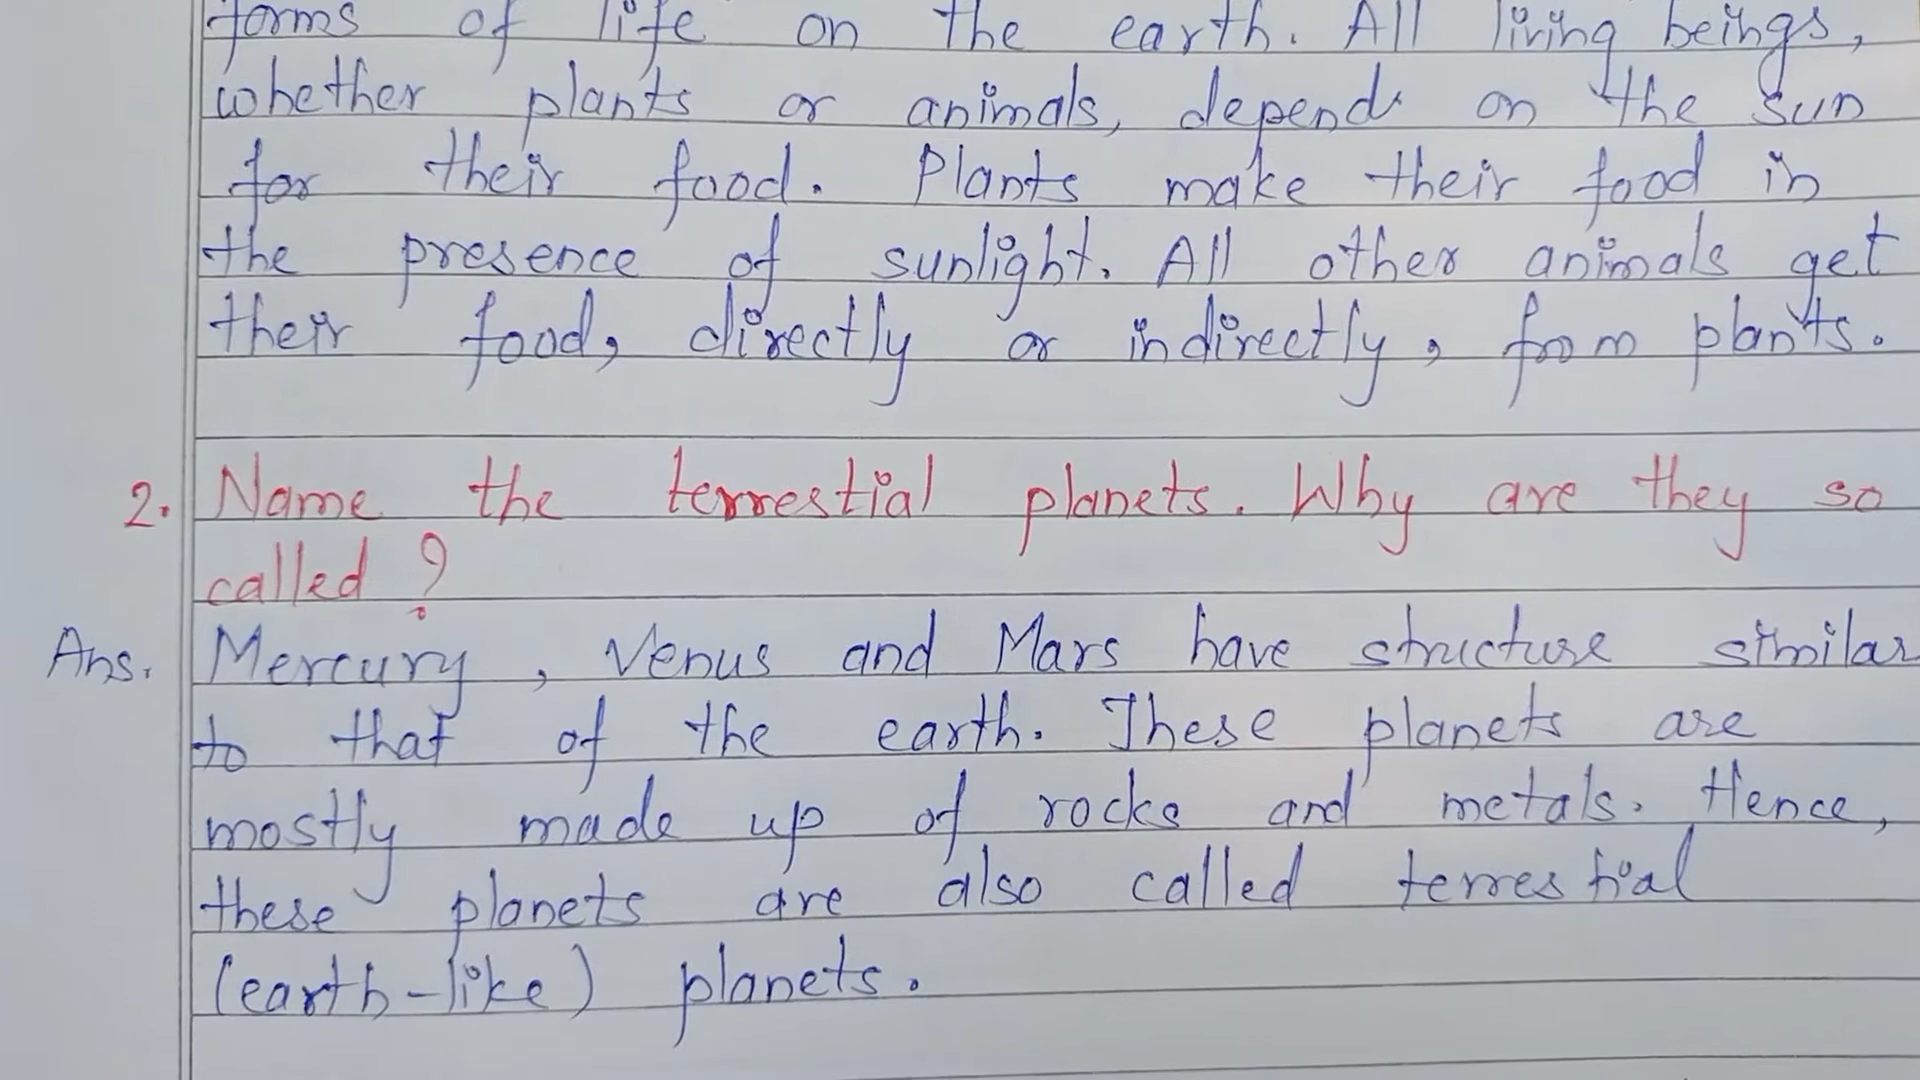 forms of life on the earth. All living beings,
whether plants or animals, depend on the Sun
for their food. Plants make their food in
the presence of sunlight. All other animals get
their food, directly or indirectly, from plants.
2. Name the terrestial planets. Why are they so
called?
Ans. Mercury, Venus and Mars have structure similar
to that of the earth. These planets are
mostly made up of rocks and metals. Hence,
these planets are also called terrestial
(earth-like) planets.